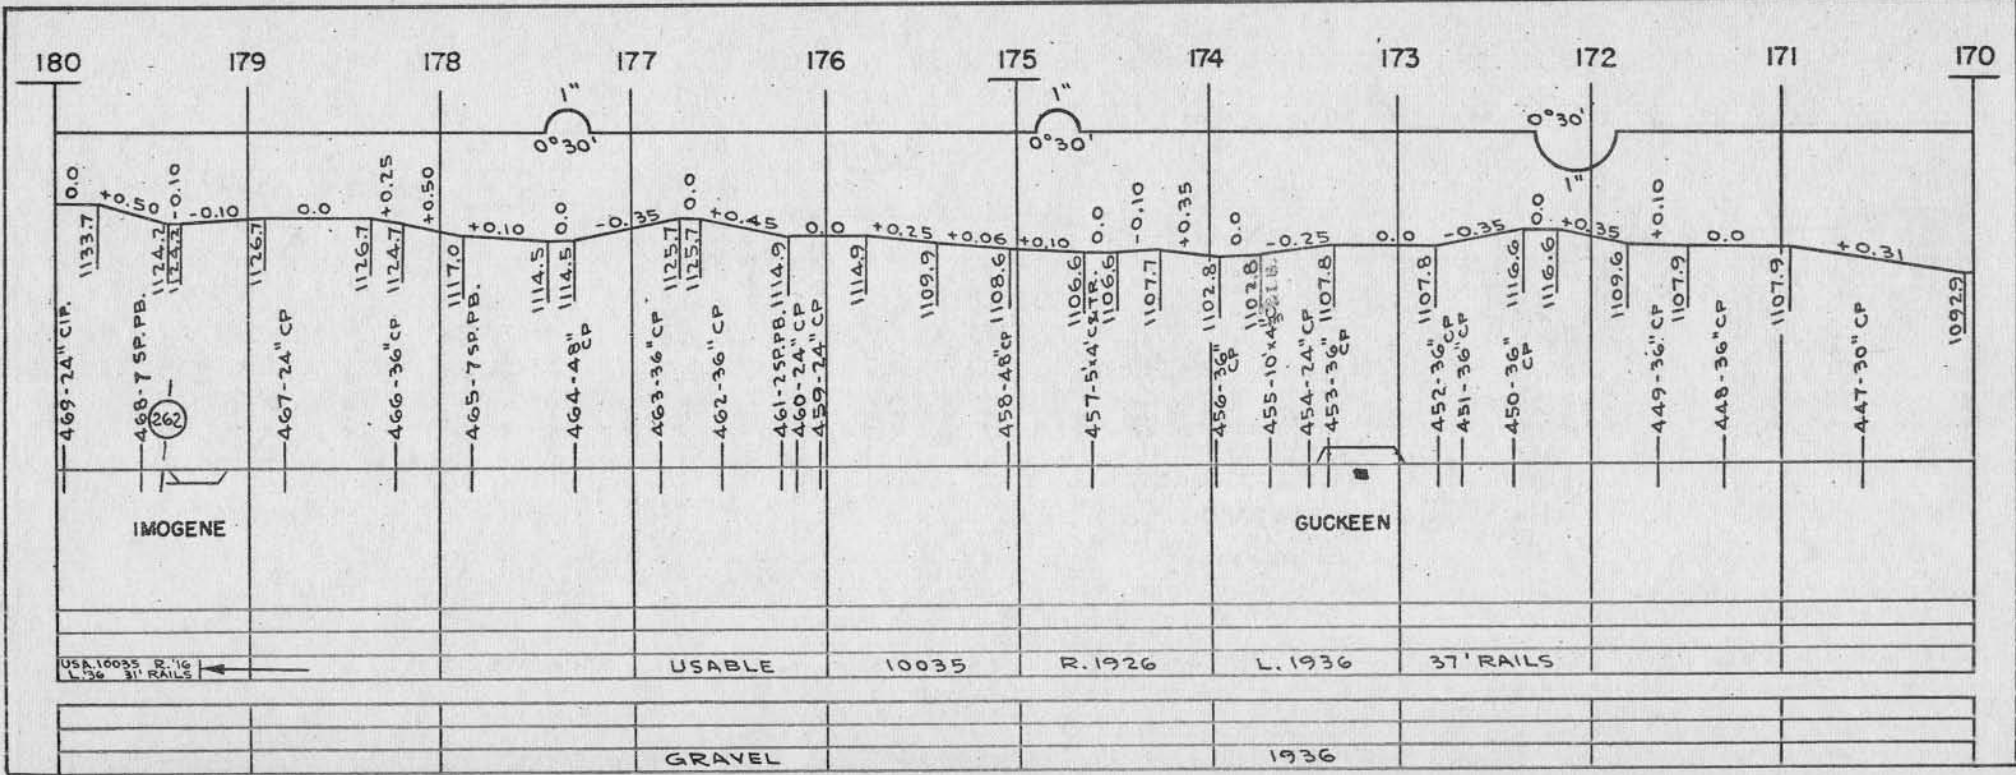 180 179 178 177 176 175 174 173 172 171 170
1" 1" 0°30'
0°30' 0°30' 1"
0.0 +0.50 -0.10 -0.10 0.0 +0.25 +0.50 +0.10 0.0 -0.35 0.0 +0.45 0.0 +0.25 +0.06 +0.10 0.0 -0.10 +0.35 0.0 -0.25 0.0 -0.35 0.0 +0.35 +0.10 0.0 +0.31
1133.7 1124.2 1124.2 1126.7 1126.7 1124.7 1117.0 1114.5 1114.5 1125.7 1125.7 1114.9 1114.9 1109.9 1108.6 1106.6 1106.6 1107.7 1102.8 1102.8 1107.8 1107.8 1116.6 1116.6 1109.6 1107.9 1107.9 1092.9
469-24" CIP.
468-7 SP. PB.
262
467-24" CP
466-36" CP
465-7 SP. PB.
464-48" CP
463-36" CP
462-36" CP
461-2 SP. PB.
460-24" CP
459-24" CP
458-48" CP
457-5'x4' C&TR.
456-36" CP
455-10'x4'
454-24" CP
453-36" CP
452-36" CP
451-36" CP
450-36" CP
449-36" CP
448-36" CP
447-30" CP
IMOGENE
GUCKEEN
USA.10035 R.'16
L.'36 31' RAILS
USABLE 10035 R.1926 L.1936 37' RAILS
GRAVEL 1936